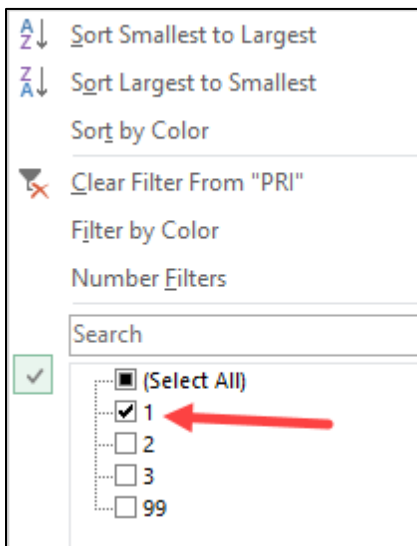 Sort Smallest to Largest
Sort Largest to Smallest
Sort by Color
Clear Filter From "PRI"
Filter by Color
Number Filters
Search
(Select All)
1
2
3
99